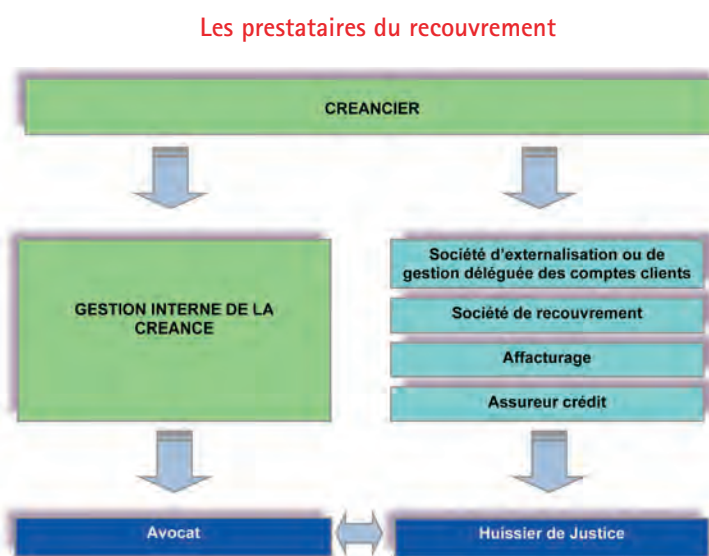 Les prestataires du recouvrement
CREANCIER
GESTION INTERNE DE LA
CREANCE
Société d'externalisation ou de
gestion déléguée des comptes clients
Société de recouvrement
Affacturage
Assureur crédit
Avocat
Huissier de Justice